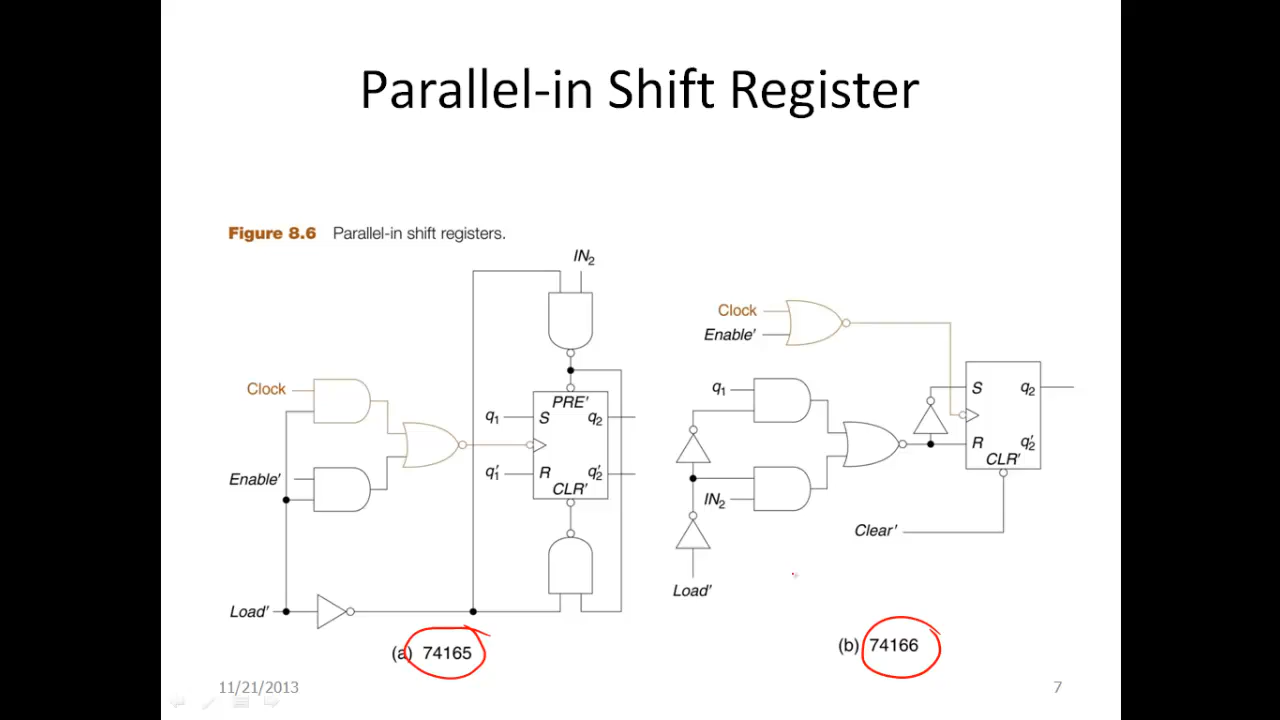 Parallel-in Shift Register
Figure 8.6 Parallel-in shift registers.
IN2
Clock
Enable'
Load'
q1
q1'
PRE'
S
q2
R
q2'
CLR'
(a) 74165
Clock
Enable'
q1
IN2
Load'
S
q2
R
q2'
CLR'
Clear'
(b) 74166
11/21/2013
7